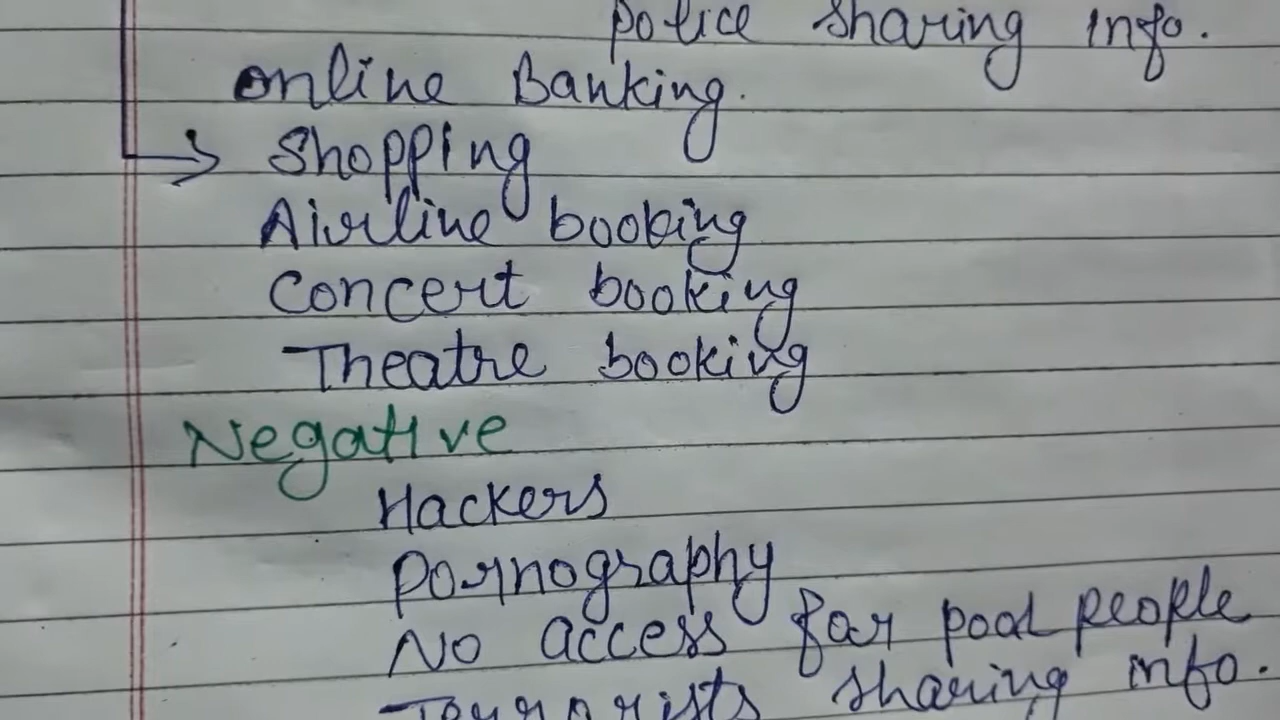 Police sharing info.
Online Banking.
Shopping
Airline booking
Concert booking
Theatre booking
Negative
Hackers
Pornography
No access for poor people
Terrorists sharing info.